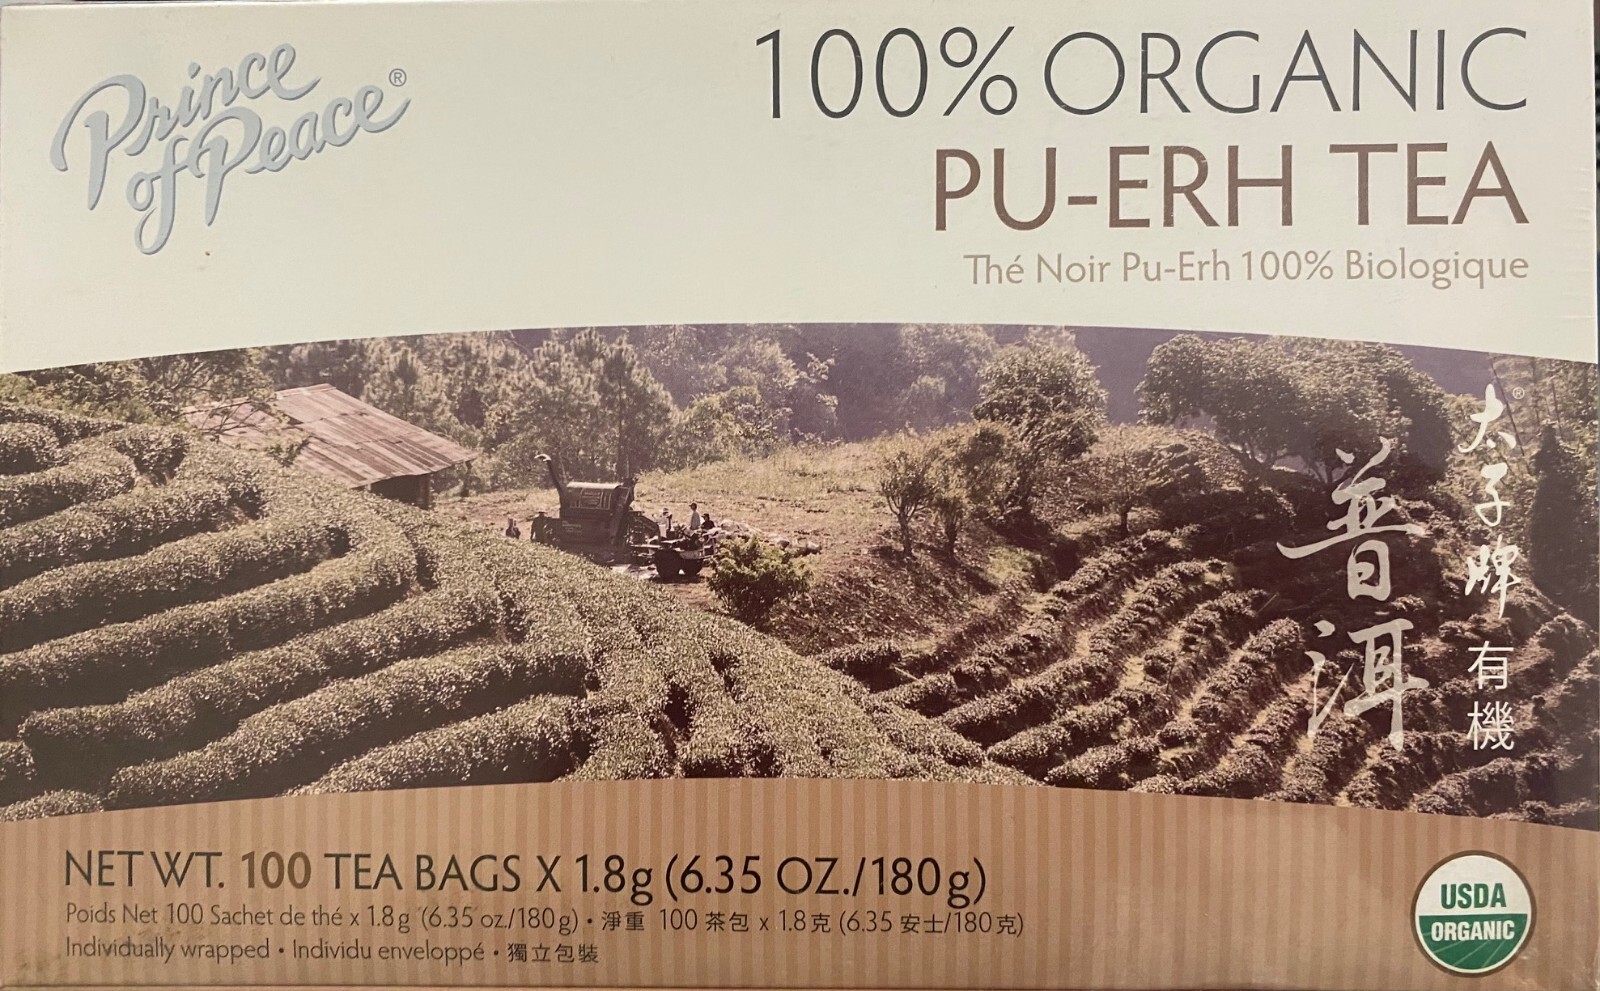 Prince
of Peace®
100% ORGANIC
PU-ERH TEA
Thé Noir Pu-Erh 100% Biologique
太子牌®
有機
普洱
NET WT. 100 TEA BAGS X 1.8g (6.35 OZ./180g)
Poids Net 100 Sachet de thé x 1.8g (6.35 oz./180g) • 淨重 100 茶包 x 1.8克 (6.35 安士/180克)
Individually wrapped • Individu enveloppé • 獨立包裝
USDA
ORGANIC